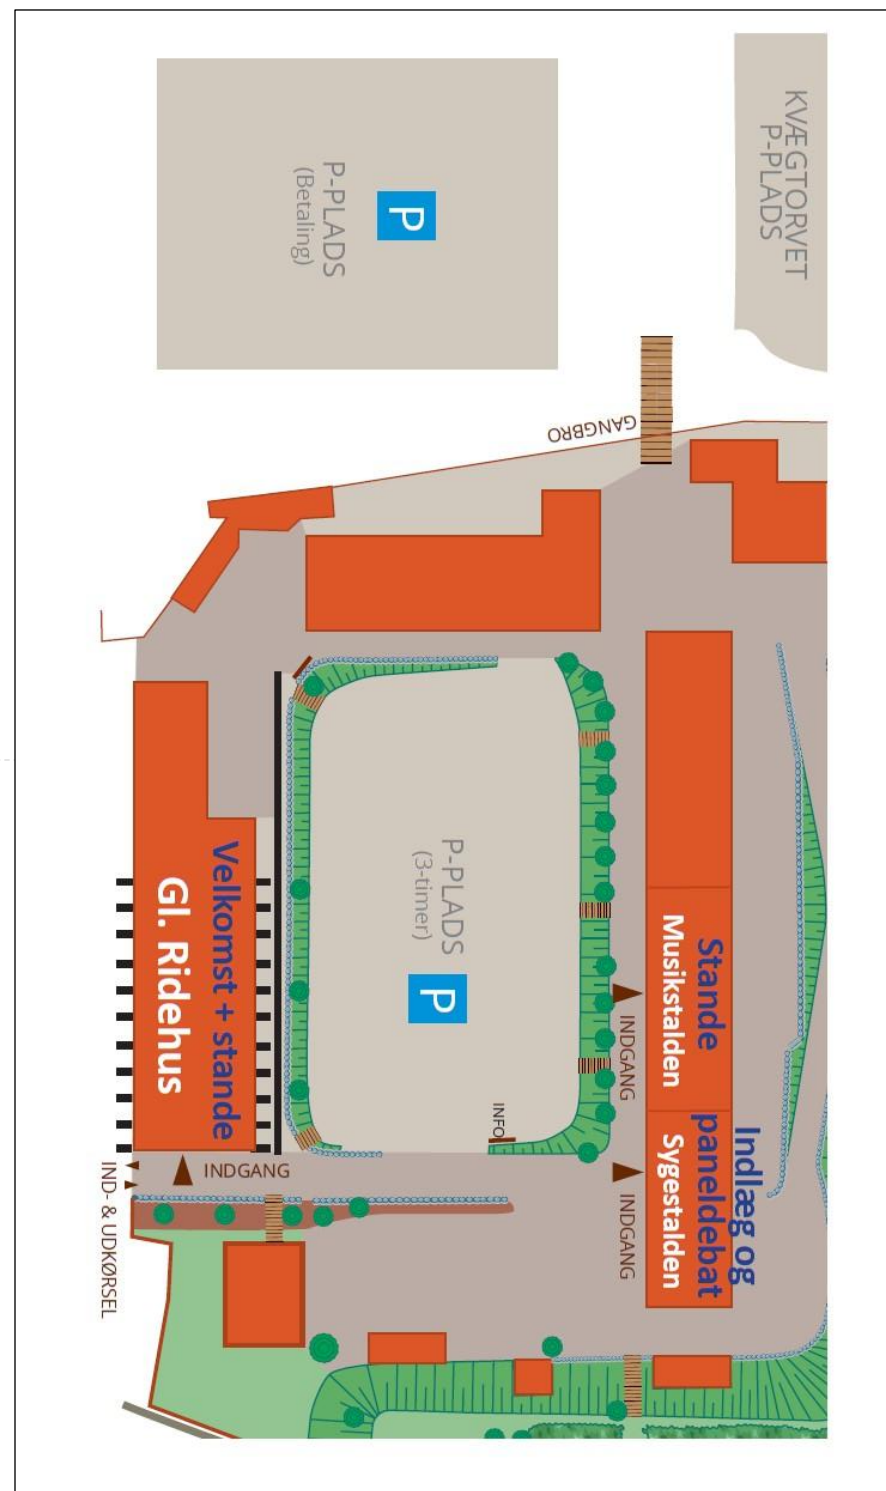 KVÆGTORVET
P-PLADS
P
P-PLADS
(Betaling)
GANGBRO
P-PLADS
(3-timer)
P
Velkomst + stande
Gl. Ridehus
Stande
Musikstalden
INDGANG
Indlæg og
paneldebat
Sygestalden
INDGANG
INFO
INDGANG
IND- & UDKØRSEL